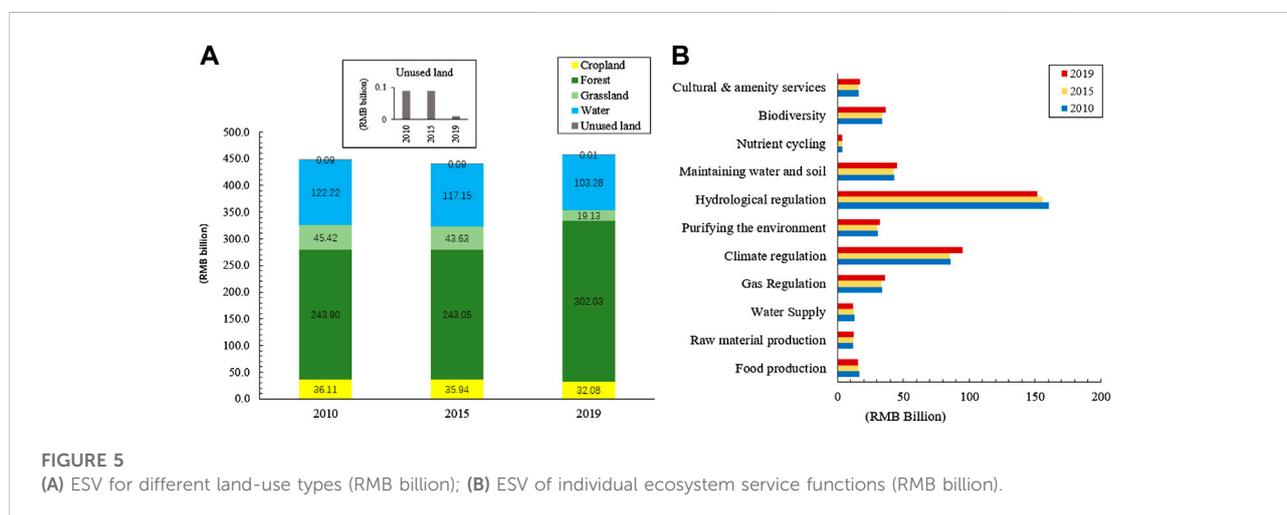 A
Unused land
(RMB billion)
0.1
0
2010
2015
2019
Cropland
Forest
Grassland
Water
Unused land
500.0
450.0
400.0
350.0
300.0
250.0
200.0
150.0
100.0
50.0
0.0
(RMB billion)
0.09
122.22
45.42
243.90
36.11
0.09
117.15
43.63
243.05
35.94
0.01
103.28
19.13
302.03
32.08
2010
2015
2019
B
2019
2015
2010
Cultural & amenity services
Biodiversity
Nutrient cycling
Maintaining water and soil
Hydrological regulation
Purifying the environment
Climate regulation
Gas Regulation
Water Supply
Raw material production
Food production
0
50
100
150
200
(RMB Billion)
FIGURE 5
(A) ESV for different land-use types (RMB billion); (B) ESV of individual ecosystem service functions (RMB billion).